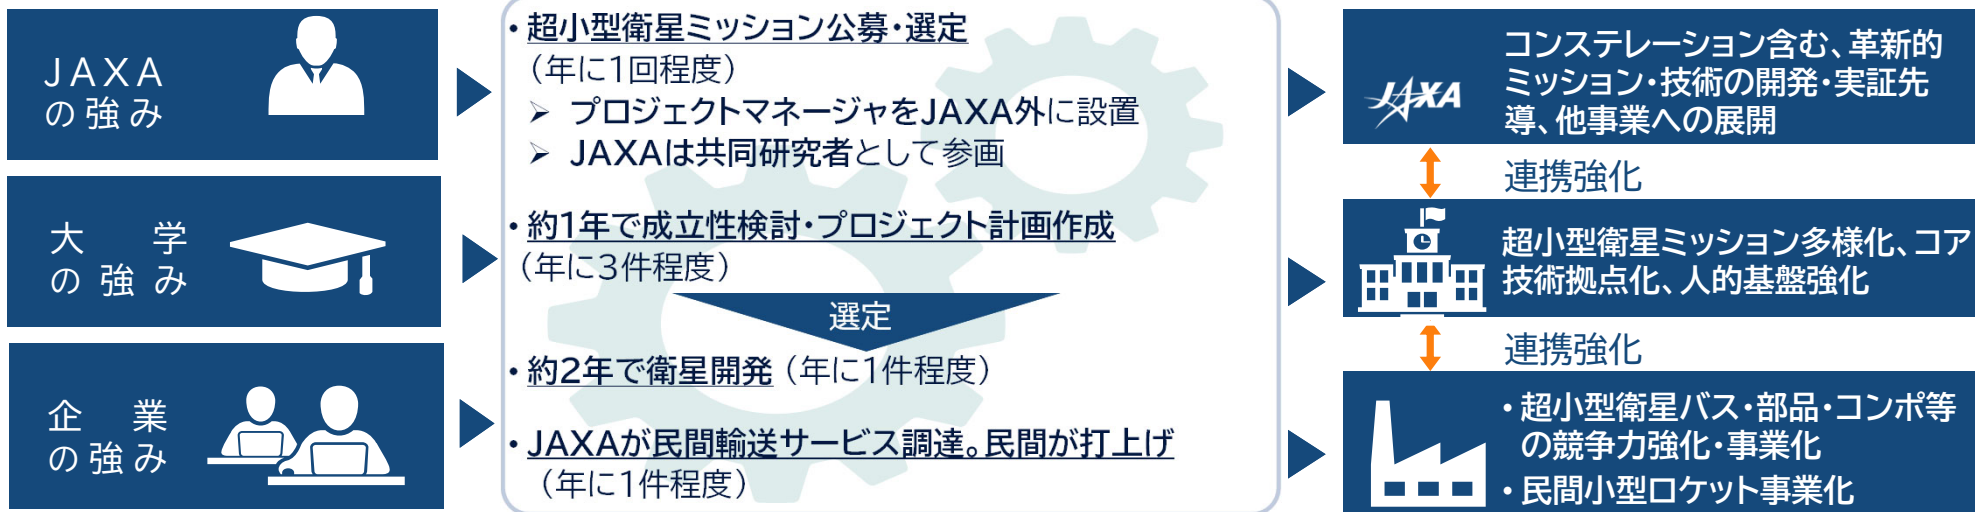 JAXA
の強み
大学
の強み
企業
の強み
・超小型衛星ミッション公募・選定
（年に1回程度）
➢ プロジェクトマネージャをJAXA外に設置
➢ JAXAは共同研究者として参画
・約1年で成立性検討・プロジェクト計画作成
（年に3件程度）
選定
・約2年で衛星開発（年に1件程度）
・JAXAが民間輸送サービス調達。民間が打上げ
（年に1件程度）
JAXA
コンステレーション含む、革新的
ミッション・技術の開発・実証先
導、他事業への展開
連携強化
超小型衛星ミッション多様化、コア
技術拠点化、人的基盤強化
連携強化
・超小型衛星バス・部品・コンポ等
の競争力強化・事業化
・民間小型ロケット事業化